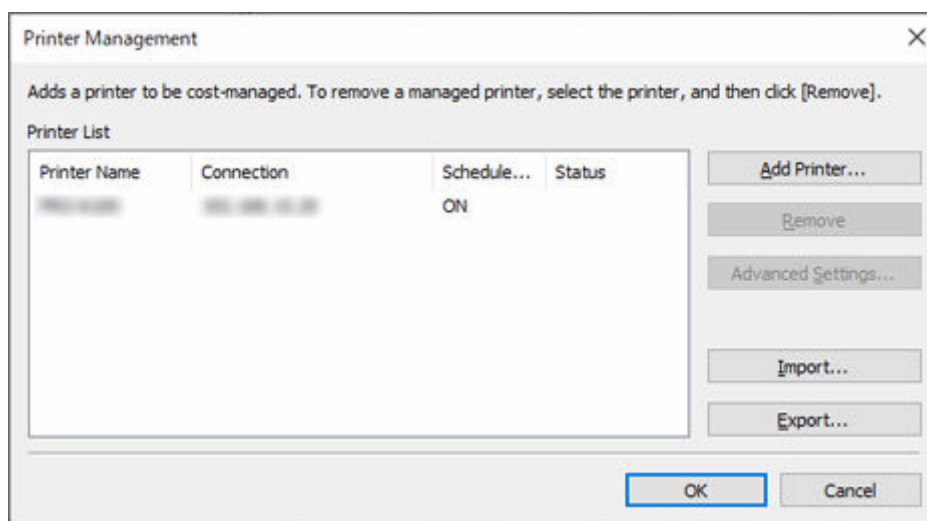 Printer Management
Adds a printer to be cost-managed. To remove a managed printer, select the printer, and then click [Remove].
Printer List
Printer Name Connection Schedule... Status
ON
Add Printer...
Remove
Advanced Settings...
Import...
Export...
OK Cancel